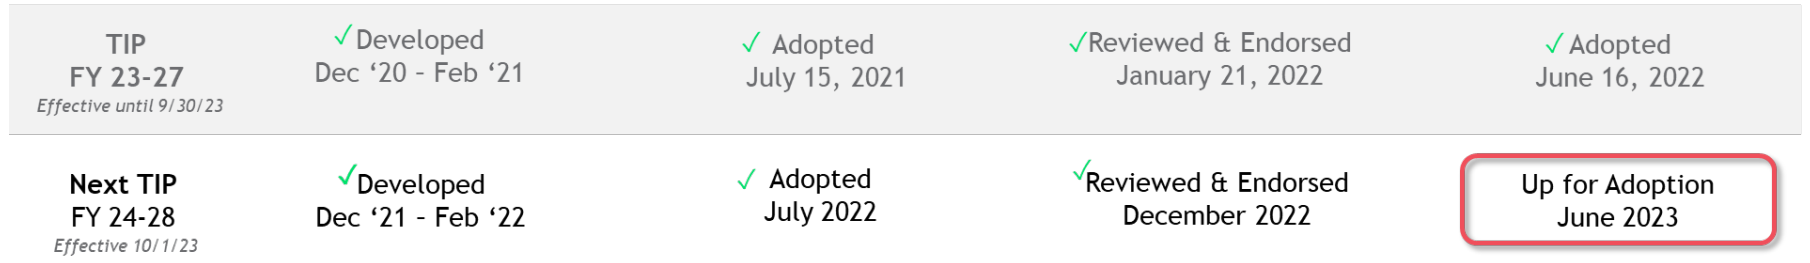 TIP
FY 23-27
Effective until 9/30/23
✓Developed
Dec ‘20 – Feb ‘21
✓ Adopted
July 15, 2021
✓Reviewed & Endorsed
January 21, 2022
✓ Adopted
June 16, 2022
Next TIP
FY 24-28
Effective 10/1/23
✓Developed
Dec ‘21 – Feb ‘22
✓ Adopted
July 2022
✓Reviewed & Endorsed
December 2022
Up for Adoption
June 2023